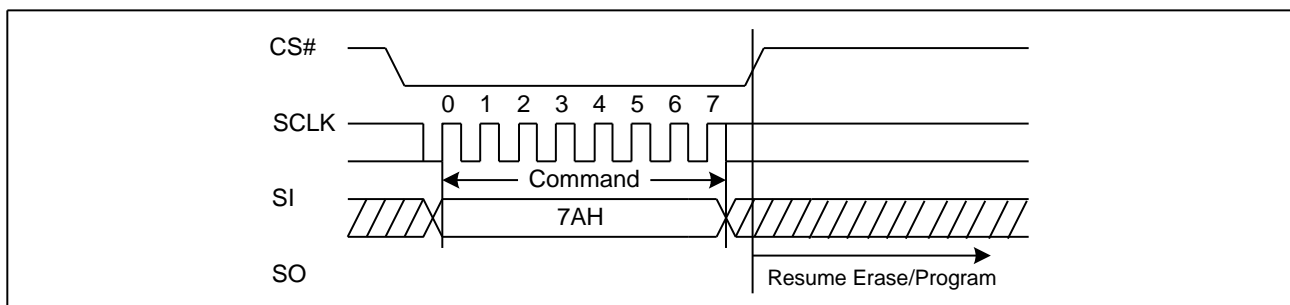 CS#
0 1 2 3 4 5 6 7
SCLK
Command
SI
7AH
SO
Resume Erase/Program